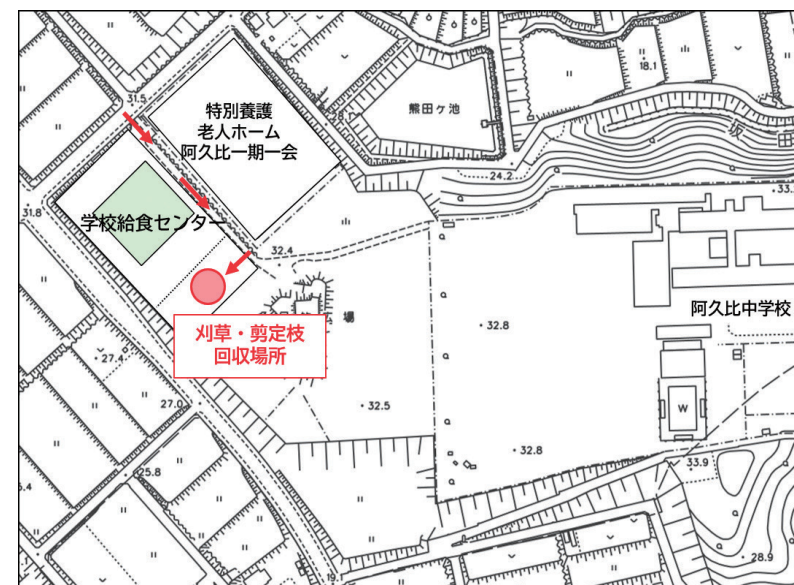 31.5
特別養護
老人ホーム
阿久比一期一会
熊田ケ池
18.1
坂
24.2
31.8
学校給食センター
32.4
場
刈草・剪定枝
回収場所
阿久比中学校
32.8
W
27.4
27.0
32.5
32.8
33.9
25.8
28.9